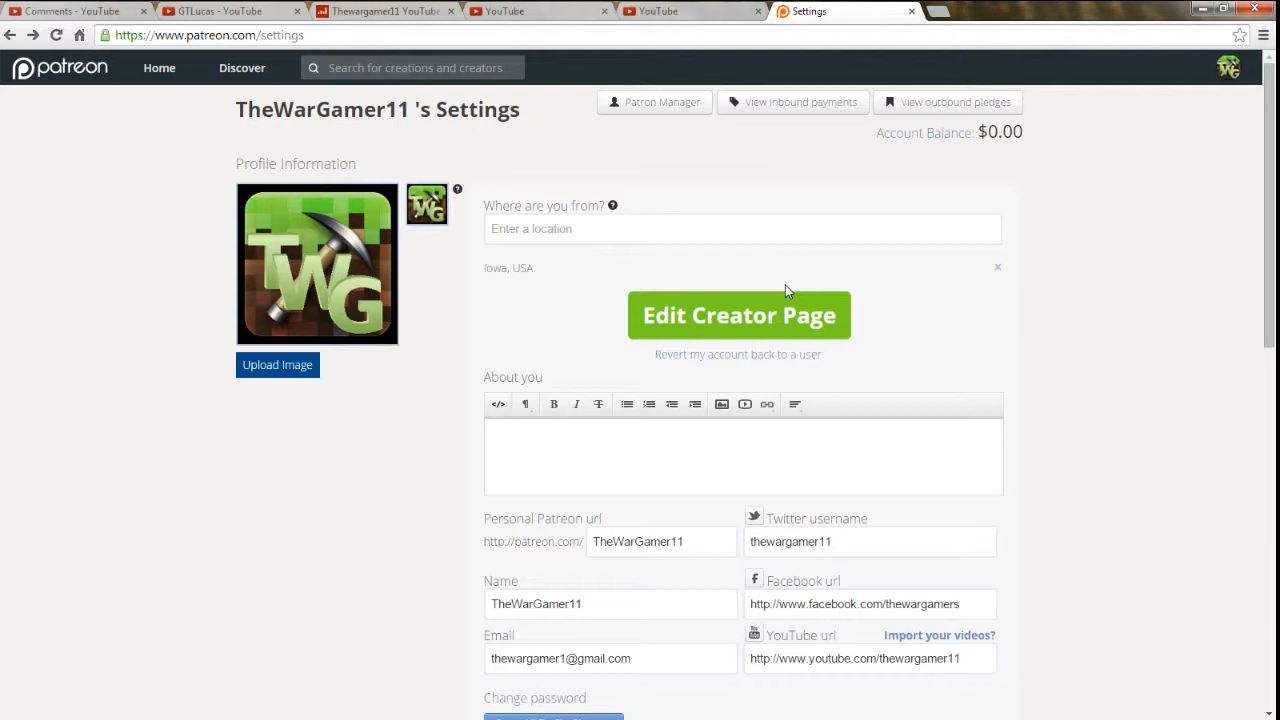 Comments - YouTube
GTLucas - YouTube
Thewargamer11 YouTube
YouTube
YouTube
Settings
https://www.patreon.com/settings
patreon
Home
Discover
Search for creations and creators
TWG
TheWarGamer11 's Settings
Patron Manager
View inbound payments
View outbound pledges
Account Balance: $0.00
Profile Information
TWG
TWG
Where are you from?
Enter a location
Iowa, USA
Edit Creator Page
Revert my account back to a user
Upload Image
About you
Personal Patreon url
Twitter username
http://patreon.com/ TheWarGamer11
thewargamer11
Name
Facebook url
TheWarGamer11
http://www.facebook.com/thewargamers
Email
YouTube url
Import your videos?
thewargamer1@gmail.com
http://www.youtube.com/thewargamer11
Change password